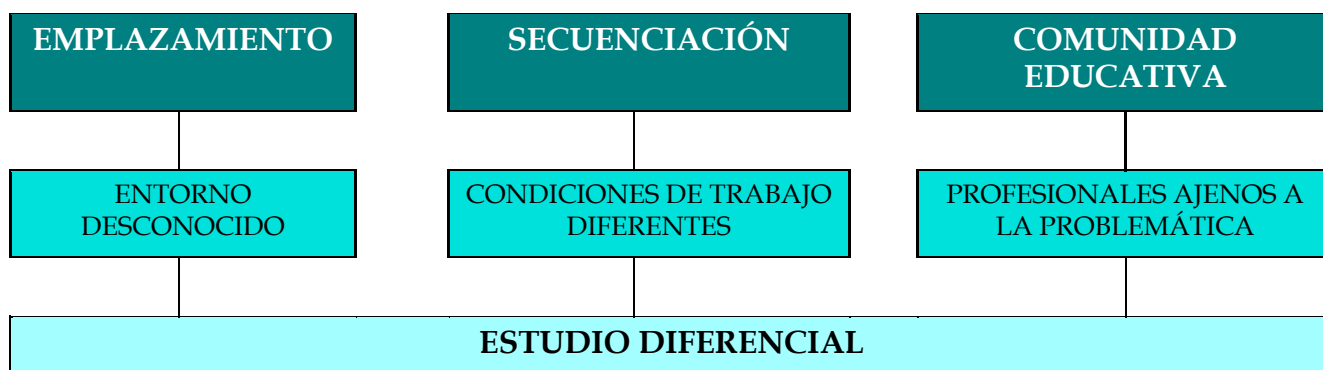 EMPLAZAMIENTO
SECUENCIACIÓN
COMUNIDAD
EDUCATIVA
ENTORNO
DESCONOCIDO
CONDICIONES DE TRABAJO
DIFERENTES
PROFESIONALES AJENOS A
LA PROBLEMÁTICA
ESTUDIO DIFERENCIAL